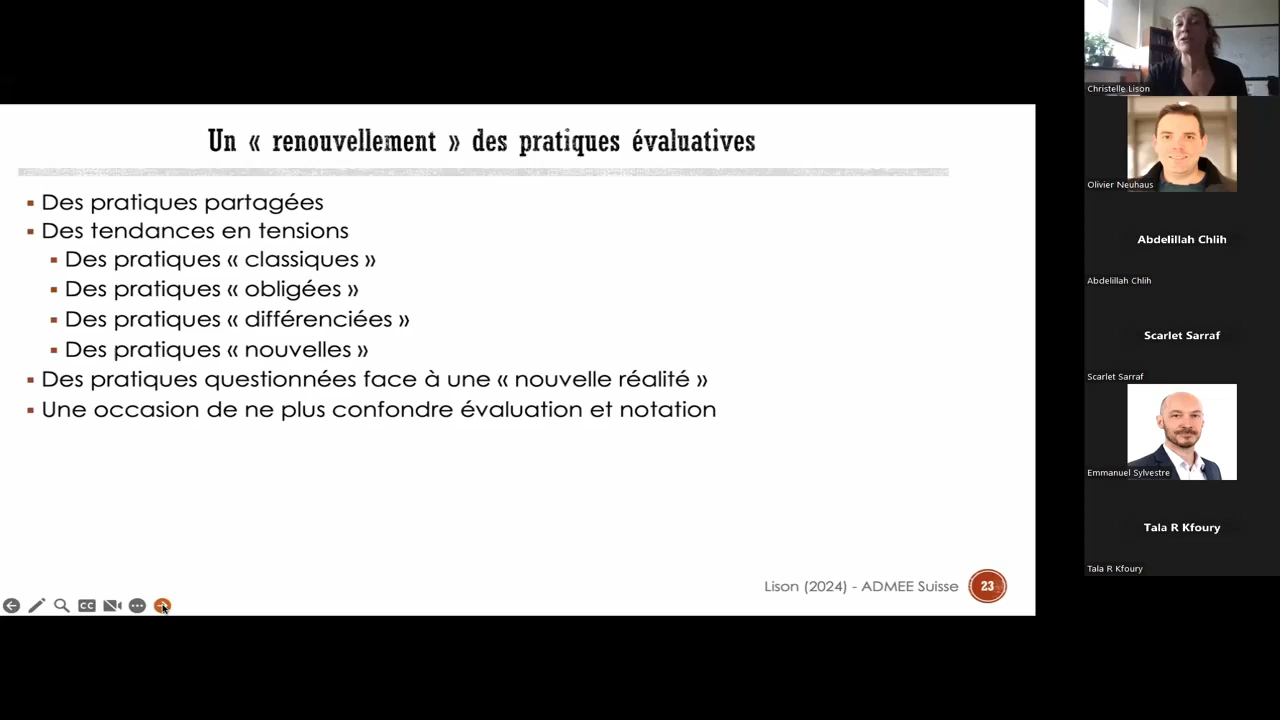 Un « renouvellement » des pratiques évaluatives
▪ Des pratiques partagées
▪ Des tendances en tensions
▪ Des pratiques « classiques »
▪ Des pratiques « obligées »
▪ Des pratiques « différenciées »
▪ Des pratiques « nouvelles »
▪ Des pratiques questionnées face à une « nouvelle réalité »
▪ Une occasion de ne plus confondre évaluation et notation
Lison (2024) - ADMEE Suisse 23
CC
Christelle Lison
Olivier Neuhaus
Abdelillah Chlih
Abdelillah Chlih
Scarlet Sarraf
Scarlet Sarraf
Emmanuel Sylvestre
Tala R Kfoury
Tala R Kfoury